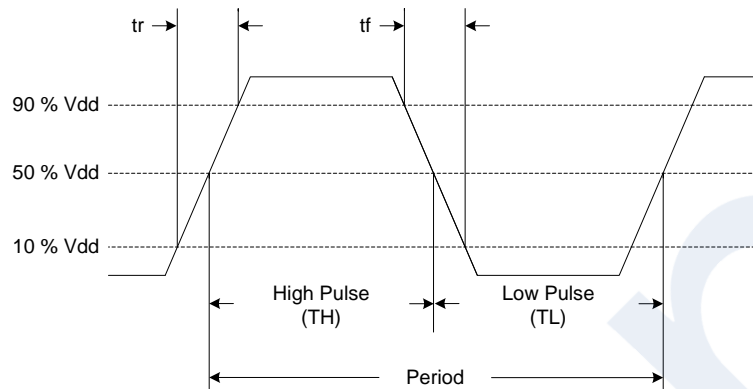 tr
tf
90 % Vdd
50 % Vdd
10 % Vdd
High Pulse
(TH)
Low Pulse
(TL)
Period